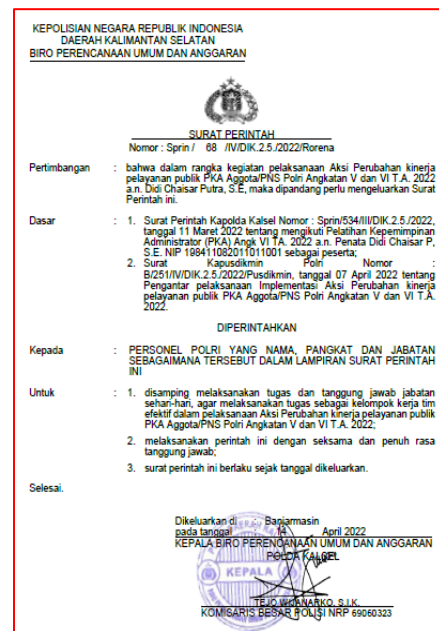 KEPOLISIAN NEGARA REPUBLIK INDONESIA
DAERAH KALIMANTAN SELATAN
BIRO PERENCANAAN UMUM DAN ANGGARAN
SURAT PERINTAH
Nomor : Sprin / 68 /IV/DIK.2.5./2022/Rorena
Pertimbangan : bahwa dalam rangka kegiatan pelaksanaan Aksi Perubahan kinerja
pelayanan publik PKA Aggota/PNS Polri Angkatan V dan VI T.A. 2022
a.n. Didi Chaisar Putra, S.E, maka dipandang perlu mengeluarkan Surat
Perintah ini.
Dasar : 1. Surat Perintah Kapolda Kalsel Nomor : Sprin/534/III/DIK.2.5./2022,
tanggal 11 Maret 2022 tentang mengikuti Pelatihan Kepemimpinan
Administrator (PKA) Angk VI TA. 2022 a.n. Penata Didi Chaisar P,
S.E. NIP 198411082011011001 sebagai peserta;
2. Surat Kapusdikmin Polri Nomor :
B/251/IV/DIK.2.5./2022/Pusdikmin, tanggal 07 April 2022 tentang
Pengantar pelaksanaan Implementasi Aksi Perubahan kinerja
pelayanan publik PKA Aggota/PNS Polri Angkatan V dan VI T.A.
2022.
DIPERINTAHKAN
Kepada : PERSONEL POLRI YANG NAMA, PANGKAT DAN JABATAN
SEBAGAIMANA TERSEBUT DALAM LAMPIRAN SURAT PERINTAH
INI
Untuk : 1. disamping melaksanakan tugas dan tanggung jawab jabatan
sehari-hari, agar melaksanakan tugas sebagai kelompok kerja tim
efektif dalam pelaksanaan Aksi Perubahan kinerja pelayanan publik
PKA Aggota/PNS Polri Angkatan V dan VI T.A. 2022;
2. melaksanakan perintah ini dengan seksama dan penuh rasa
tanggung jawab;
3. surat perintah ini berlaku sejak tanggal dikeluarkan.
Selesai.
Dikeluarkan di : Banjarmasin
pada tanggal 14 April 2022
KEPALA BIRO PERENCANAAN UMUM DAN ANGGARAN
POLDA KALSEL
KEPALA
TEJO WIJANARKO, S.I.K.
KOMISARIS BESAR POLISI NRP 69060323